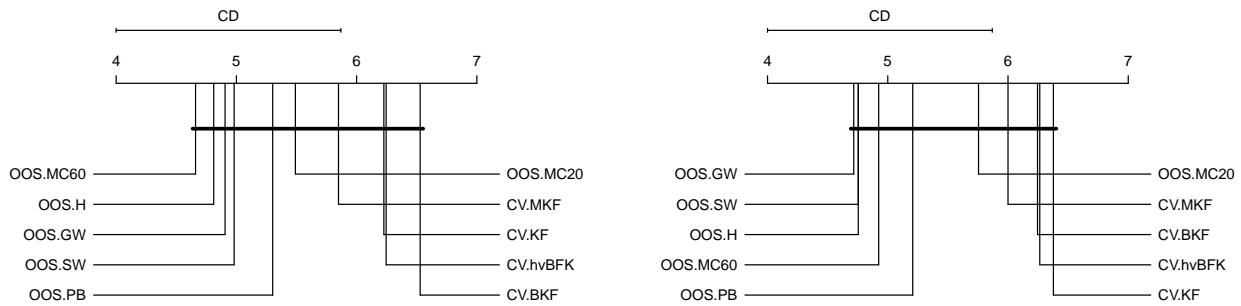 CD
4 5 6 7
OOS.MC60 OOS.MC20
OOS.H CV.MKF
OOS.GW CV.KF
OOS.SW CV.hvBFK
OOS.PB CV.BKF
CD
4 5 6 7
OOS.GW OOS.MC20
OOS.SW CV.MKF
OOS.H CV.BKF
OOS.MC60 CV.hvBFK
OOS.PB CV.KF